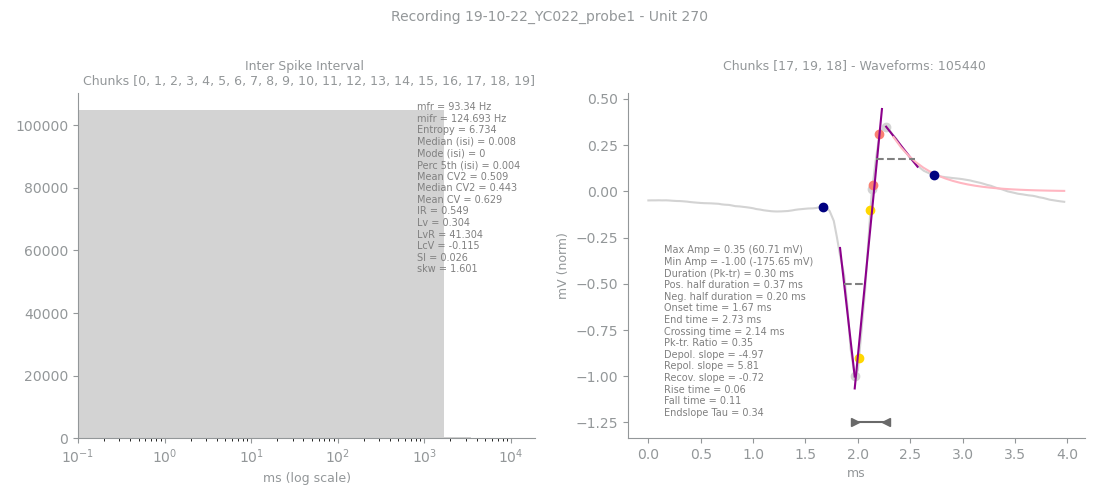 Recording 19-10-22_YC022_probe1 - Unit 270
Inter Spike Interval
Chunks [0, 1, 2, 3, 4, 5, 6, 7, 8, 9, 10, 11, 12, 13, 14, 15, 16, 17, 18, 19]
mfr = 93.34 Hz
mifr = 124.693 Hz
Entropy = 6.734
Median (isi) = 0.008
Mode (isi) = 0
Perc 5th (isi) = 0.004
Mean CV2 = 0.509
Median CV2 = 0.443
Mean CV = 0.629
IR = 0.549
Lv = 0.304
LvR = 41.304
LcV = -0.115
SI = 0.026
skw = 1.601
100000
80000
60000
40000
20000
0
10⁻¹
10⁰
10¹
10²
10³
10⁴
ms (log scale)
Chunks [17, 19, 18] - Waveforms: 105440
mV (norm)
0.50
0.25
0.00
−0.25
−0.50
−0.75
−1.00
−1.25
Max Amp = 0.35 (60.71 mV)
Min Amp = -1.00 (-175.65 mV)
Duration (Pk-tr) = 0.30 ms
Pos. half duration = 0.37 ms
Neg. half duration = 0.20 ms
Onset time = 1.67 ms
End time = 2.73 ms
Crossing time = 2.14 ms
Pk-tr. Ratio = 0.35
Depol. slope = -4.97
Repol. slope = 5.81
Recov. slope = -0.72
Rise time = 0.06
Fall time = 0.11
Endslope Tau = 0.34
0.0
0.5
1.0
1.5
2.0
2.5
3.0
3.5
4.0
ms